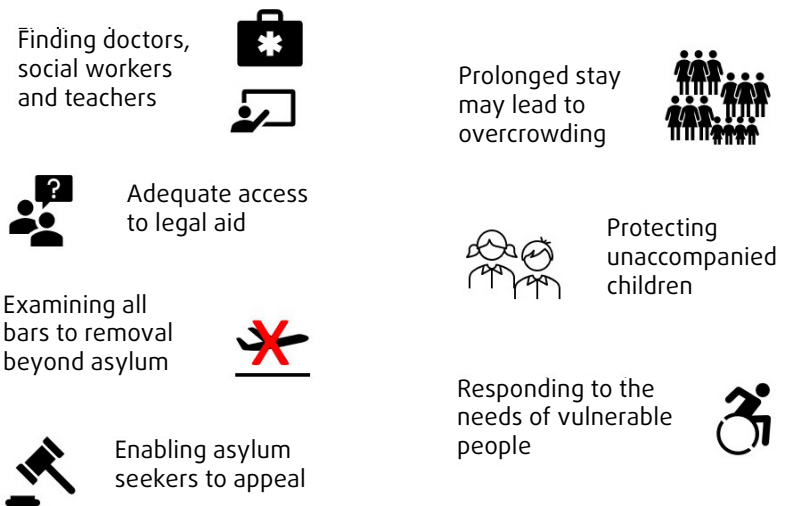 Finding doctors,
social workers
and teachers
Adequate access
to legal aid
Examining all
bars to removal
beyond asylum
Enabling asylum
seekers to appeal
Prolonged stay
may lead to
overcrowding
Protecting
unaccompanied
children
Responding to the
needs of vulnerable
people